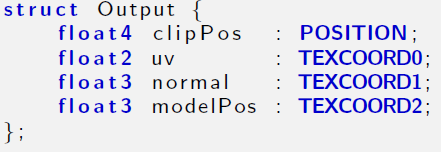 struct Output {
float4 clipPos : POSITION;
float2 uv : TEXCOORD0;
float3 normal : TEXCOORD1;
float3 modelPos : TEXCOORD2;
};